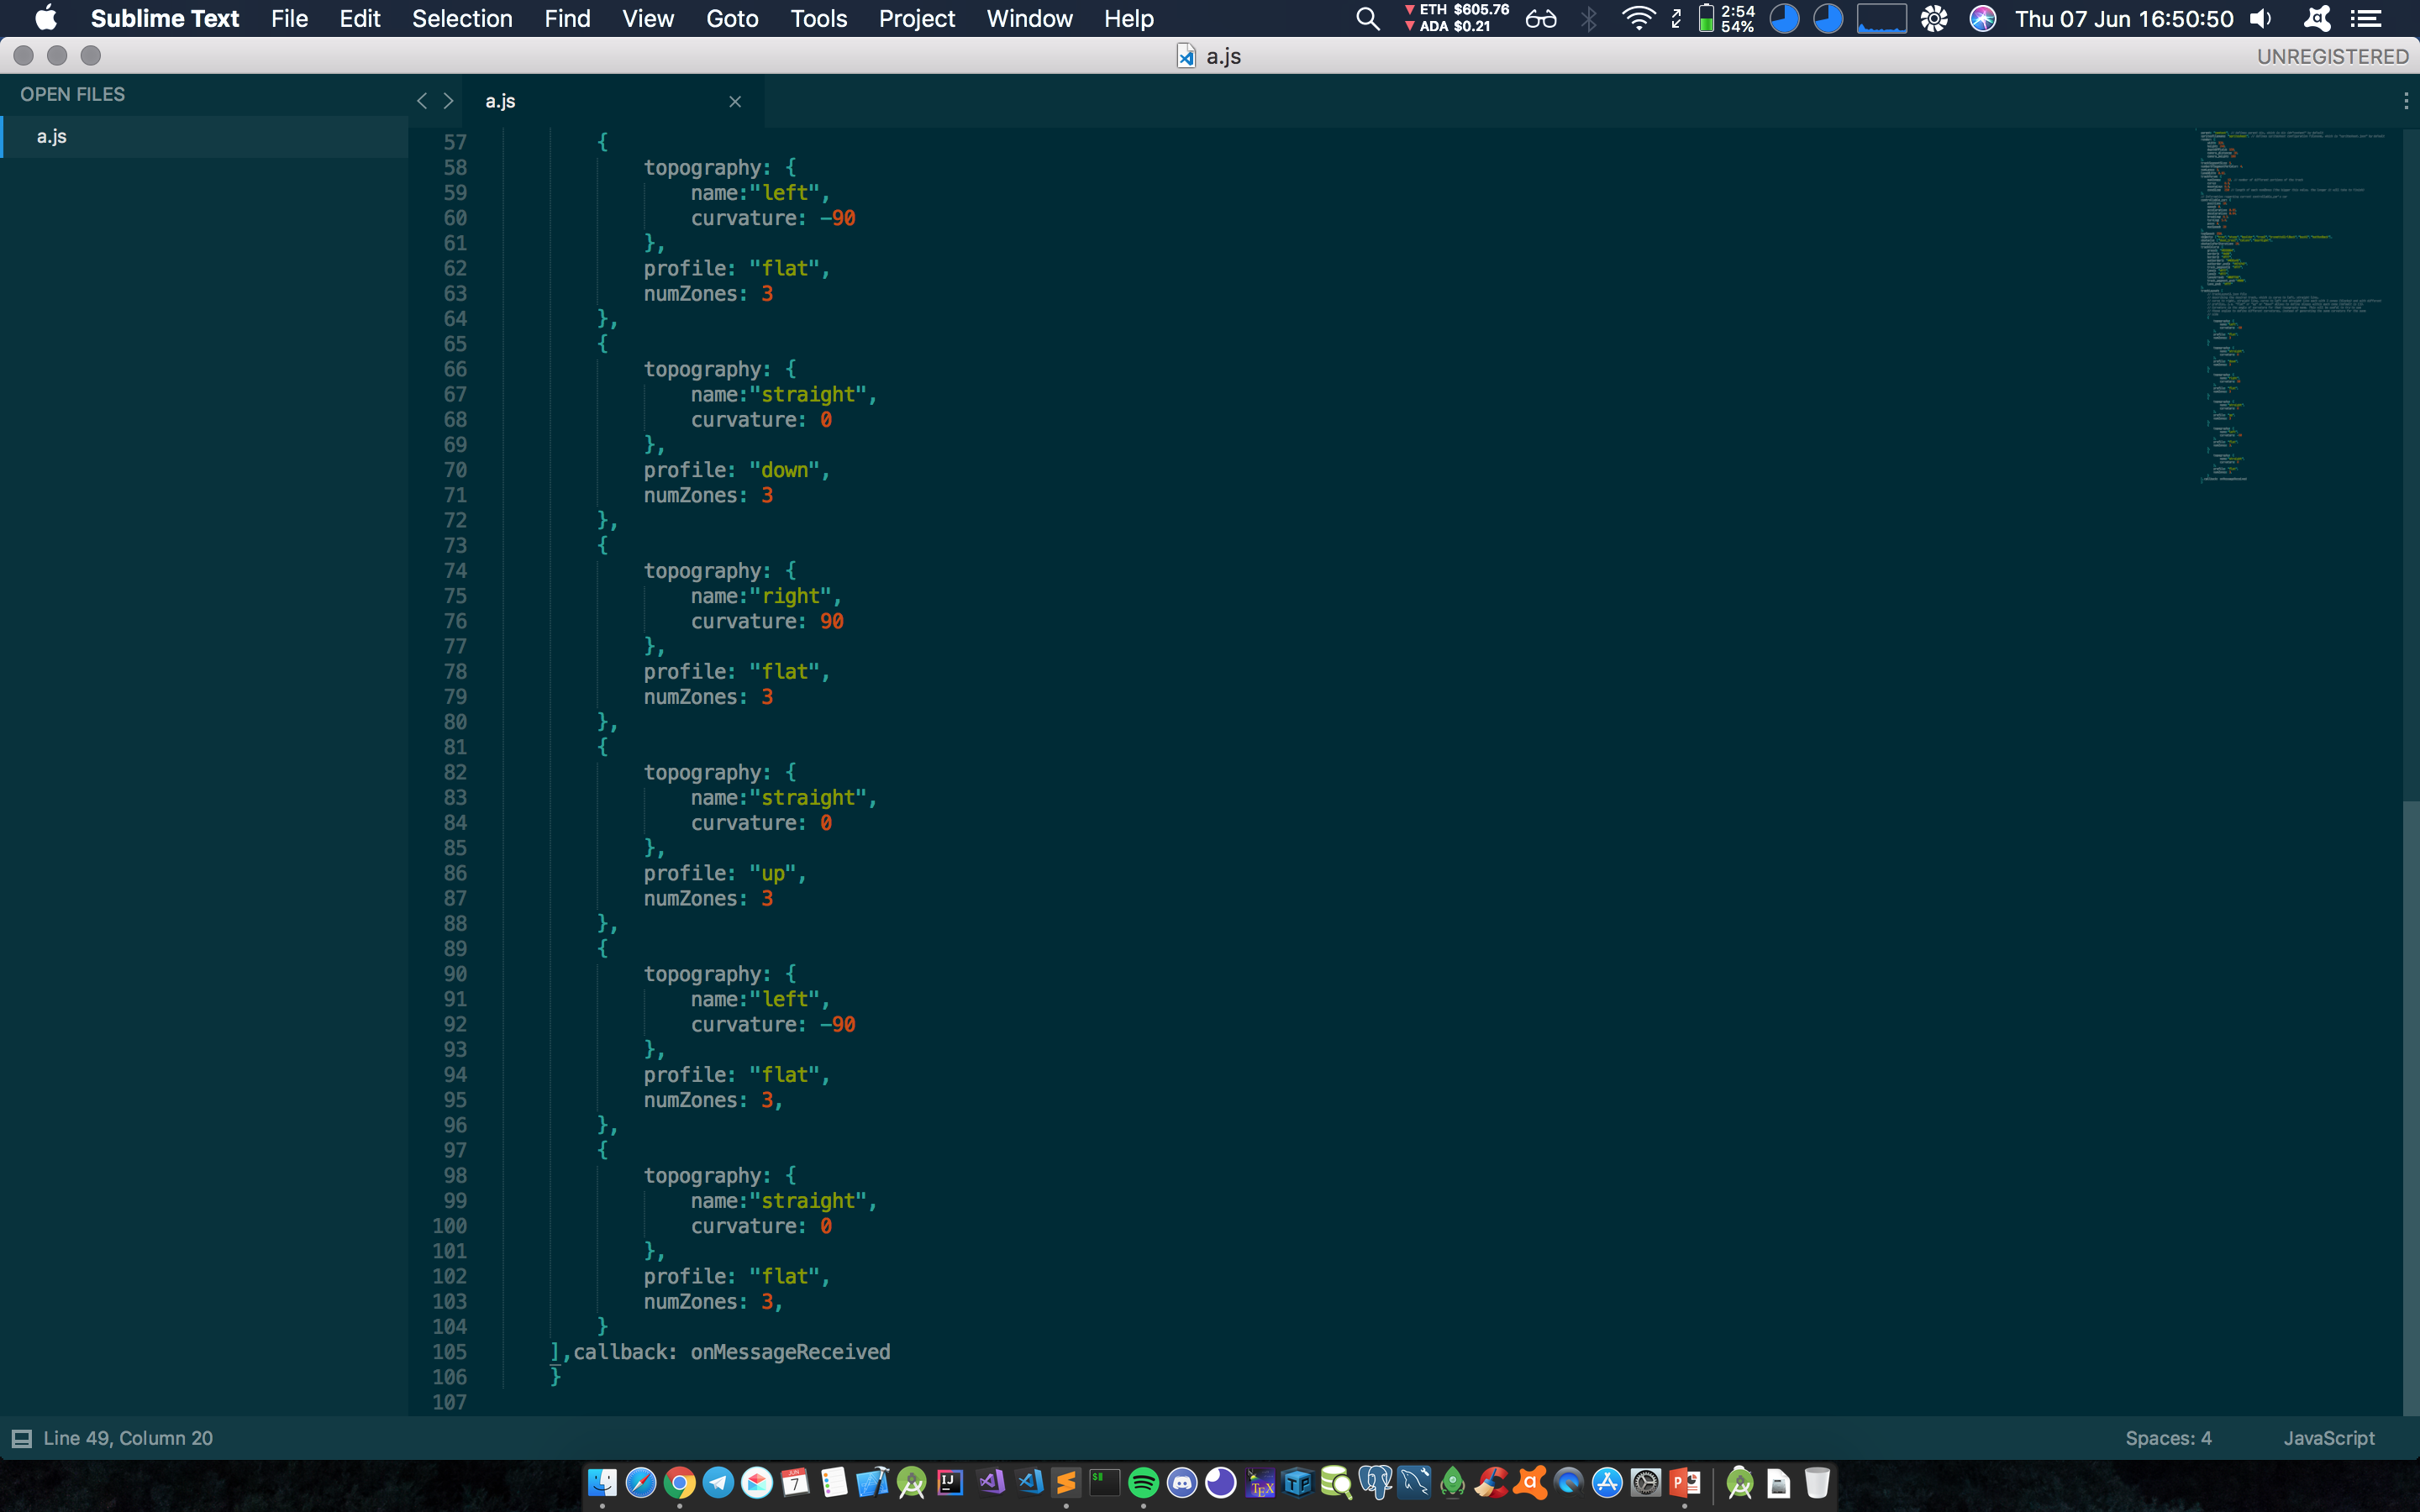 Sublime Text File Edit Selection Find View Goto Tools Project Window Help ETH $605.76 2:54 Thu 07 Jun 16:50:50
ADA $0.21 54%
a.js UNREGISTERED
OPEN FILES
a.js
a.js
57 {
58 topography: {
59 name:"left",
60 curvature: -90
61 },
62 profile: "flat",
63 numZones: 3
64 },
65 {
66 topography: {
67 name:"straight",
68 curvature: 0
69 },
70 profile: "down",
71 numZones: 3
72 },
73 {
74 topography: {
75 name:"right",
76 curvature: 90
77 },
78 profile: "flat",
79 numZones: 3
80 },
81 {
82 topography: {
83 name:"straight",
84 curvature: 0
85 },
86 profile: "up",
87 numZones: 3
88 },
89 {
90 topography: {
91 name:"left",
92 curvature: -90
93 },
94 profile: "flat",
95 numZones: 3,
96 },
97 {
98 topography: {
99 name:"straight",
100 curvature: 0
101 },
102 profile: "flat",
103 numZones: 3,
104 }
105 ],callback: onMessageReceived
106 }
107
Line 49, Column 20 Spaces: 4 JavaScript